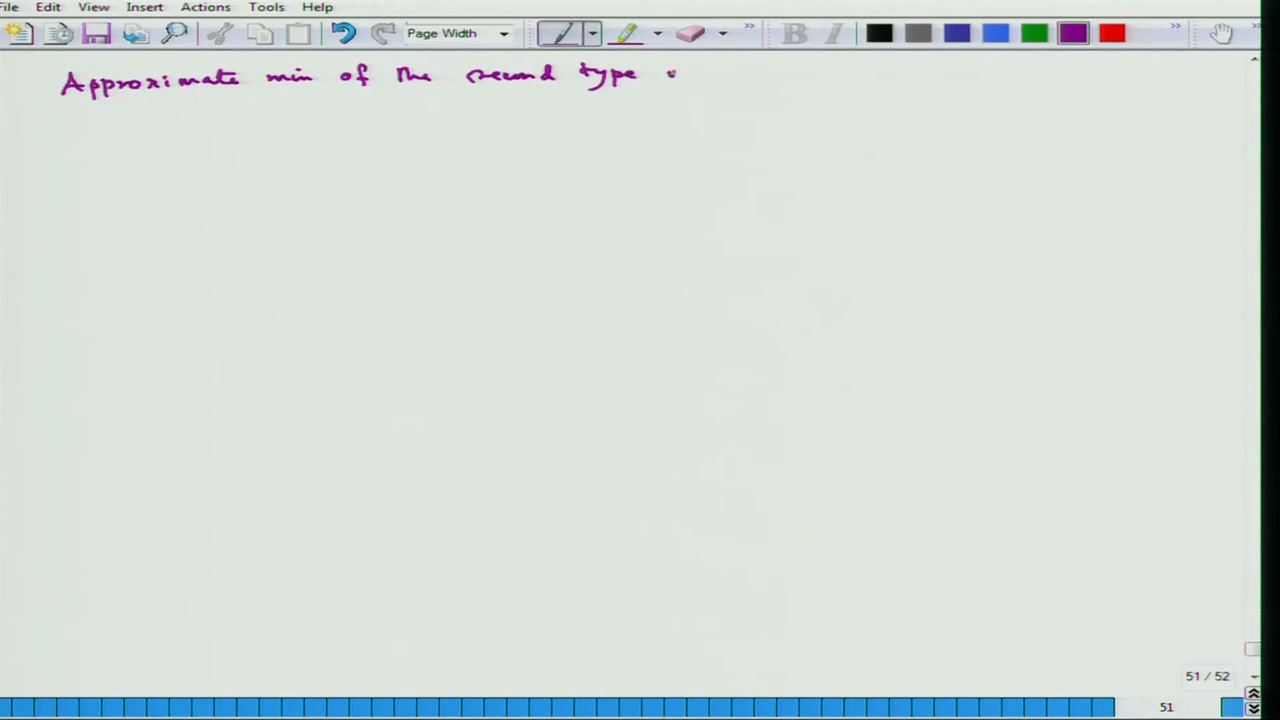 File Edit View Insert Actions Tools Help
Page Width
Approximate min of the second type
51 / 52
51